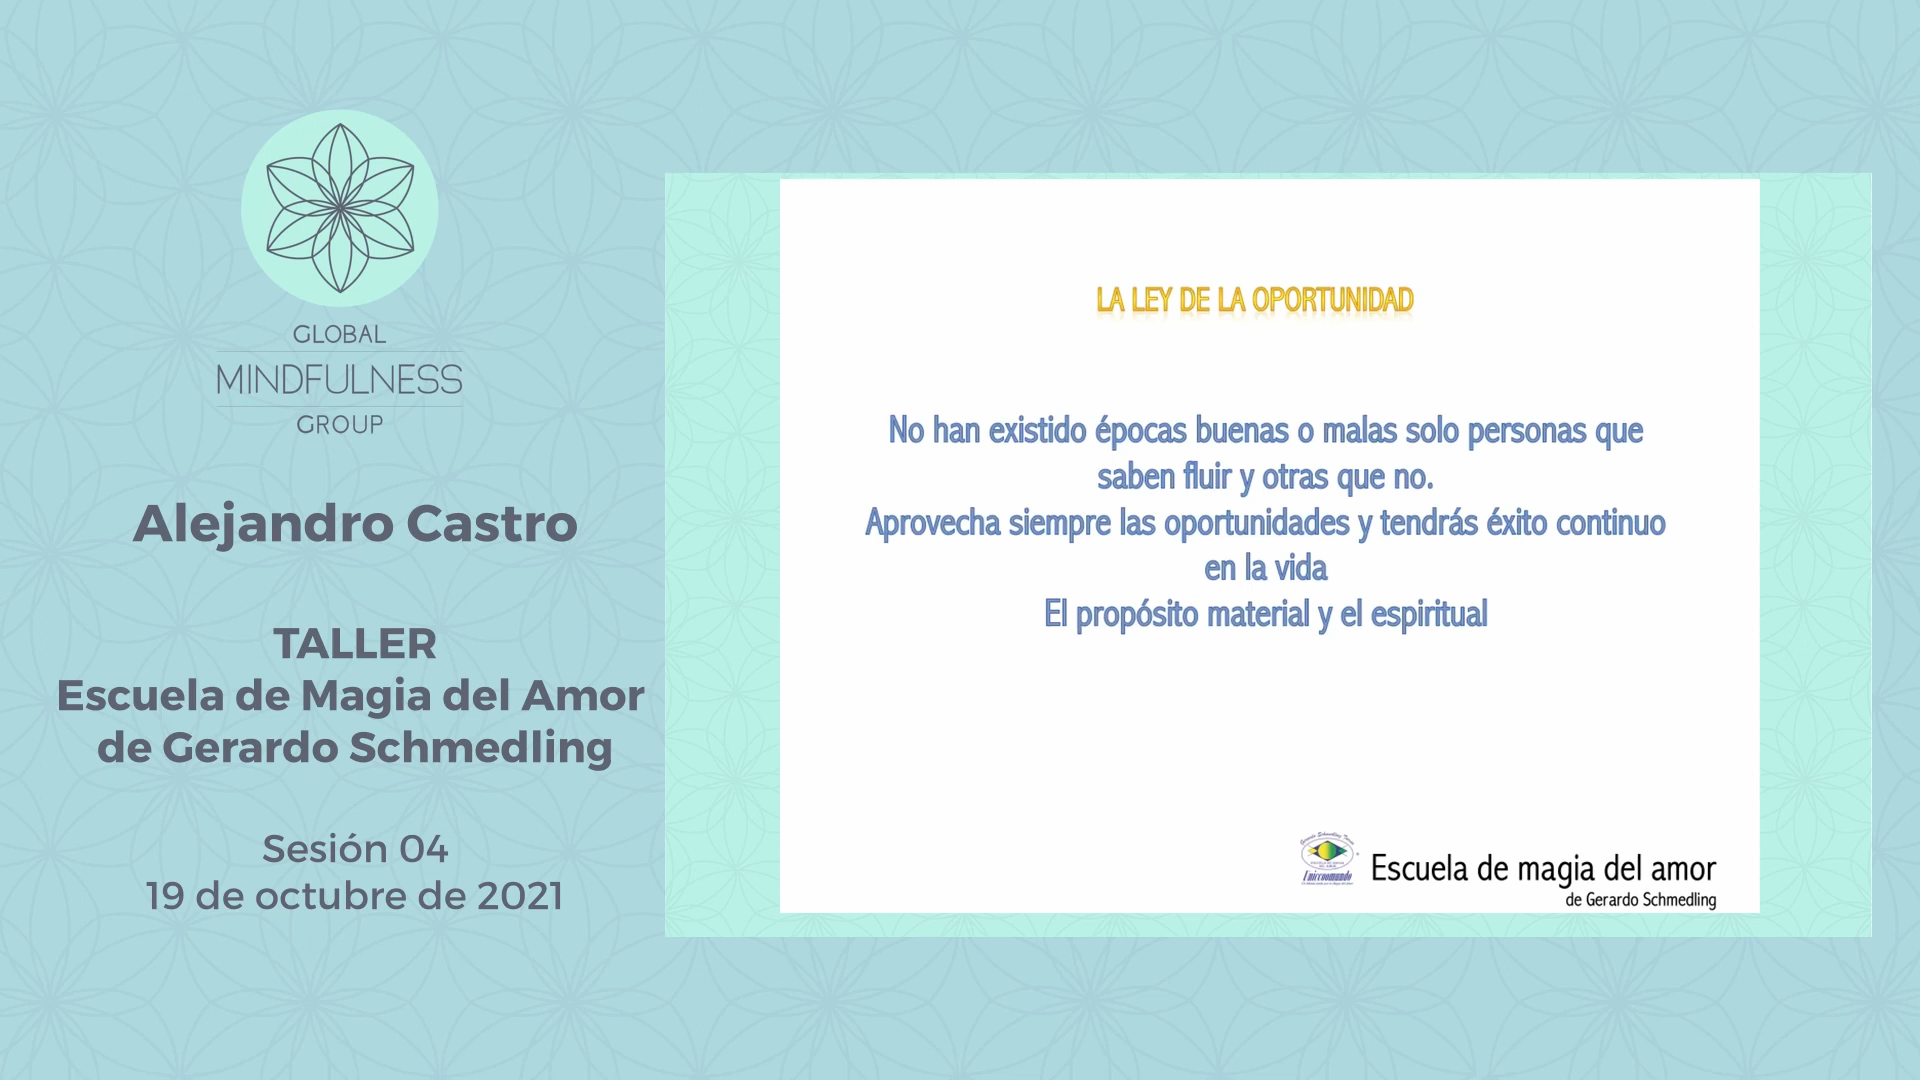 GLOBAL
MINDFULNESS
GROUP
Alejandro Castro
TALLER
Escuela de Magia del Amor
de Gerardo Schmedling
Sesión 04
19 de octubre de 2021
LA LEY DE LA OPORTUNIDAD
No han existido épocas buenas o malas solo personas que
saben fluir y otras que no.
Aprovecha siempre las oportunidades y tendrás éxito continuo
en la vida
El propósito material y el espiritual
Escuela de magia del amor
de Gerardo Schmedling